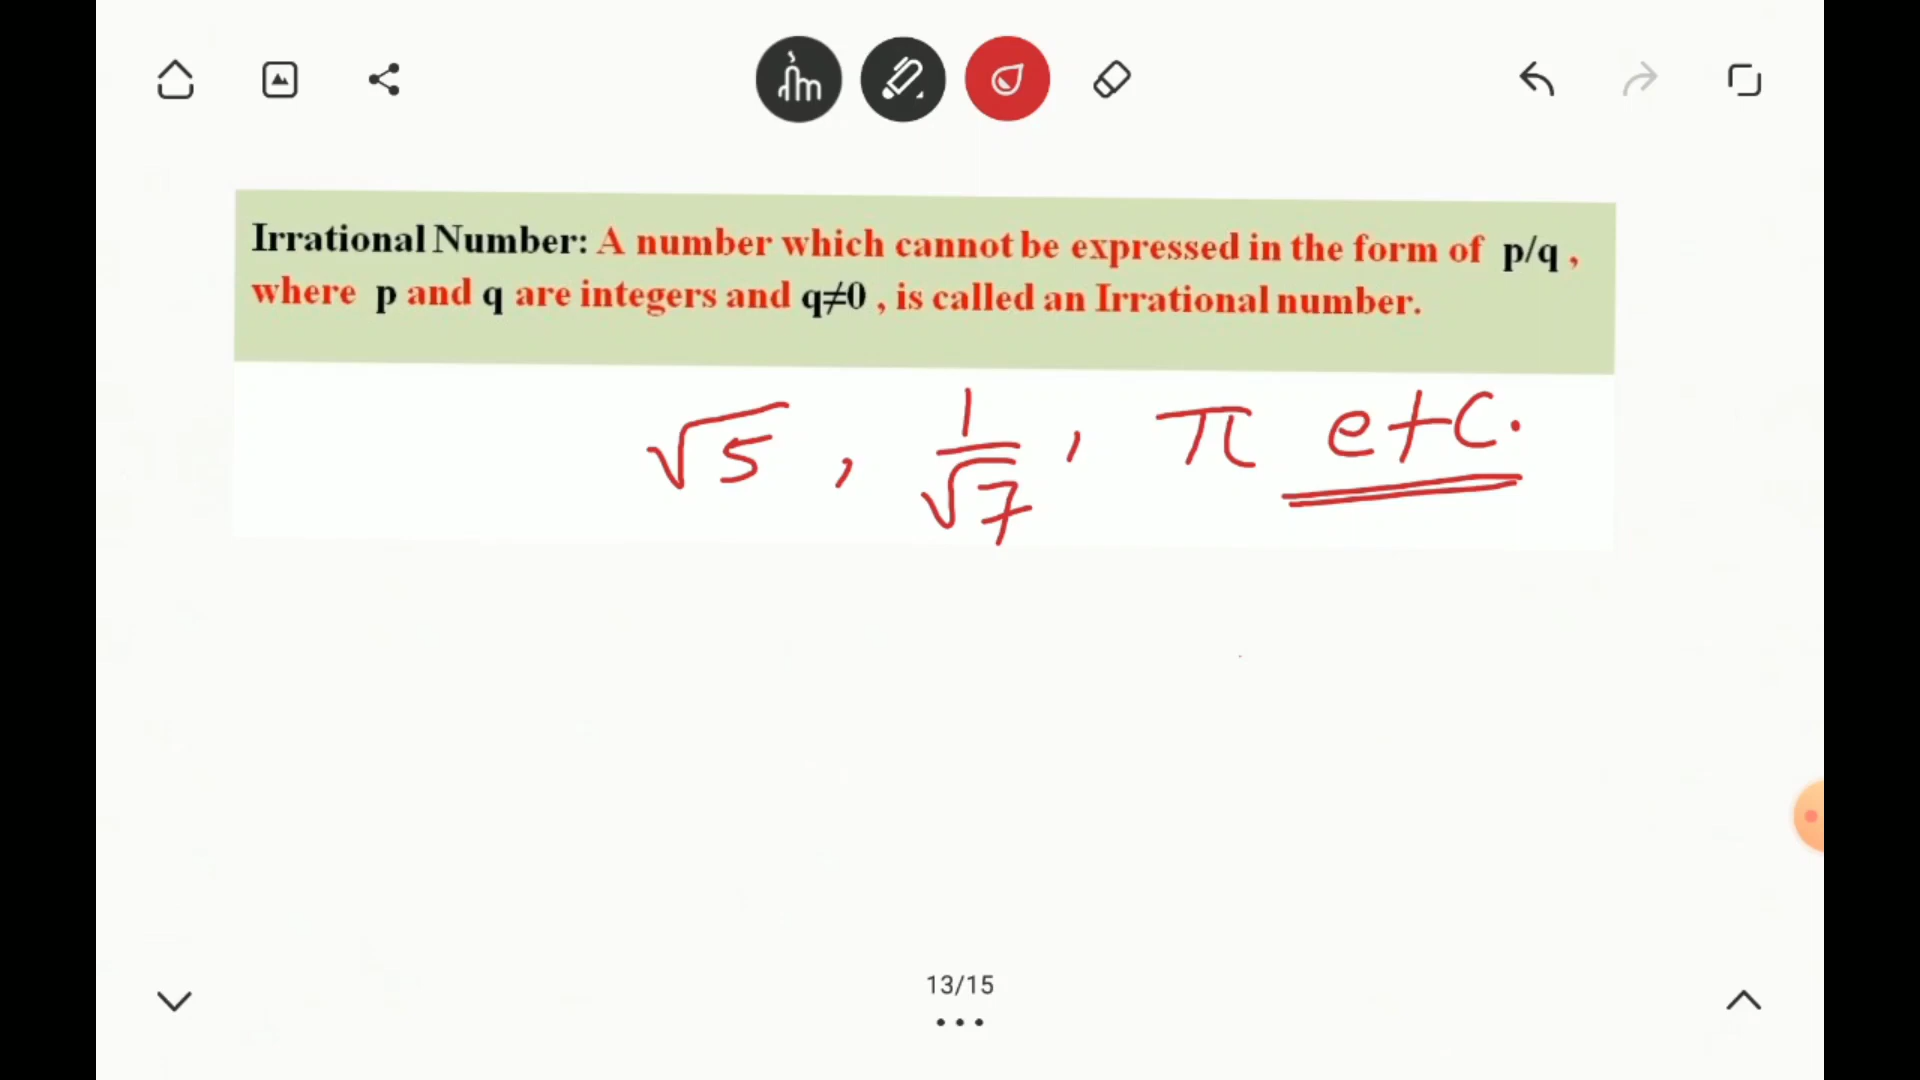 Irrational Number: A number which cannot be expressed in the form of p/q ,
where p and q are integers and q≠0 , is called an Irrational number.
√5 , 1/√7 , π etc.
13/15